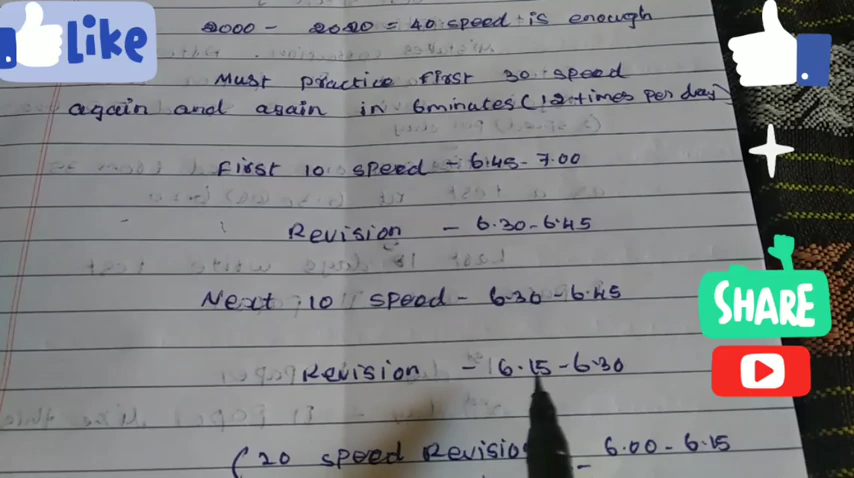 Like
2000 - 2020 = 40 speed is enough
Must practice First 30 speed
again and again in 6minutes (12 times per day)
First 10 speed - 6.45-7.00
Revision - 6.30-6.45
Next 10 speed - 6.30-6.45
Revision - 6.15-6.30
(20 speed Revision - 6.00-6.15
SHARE